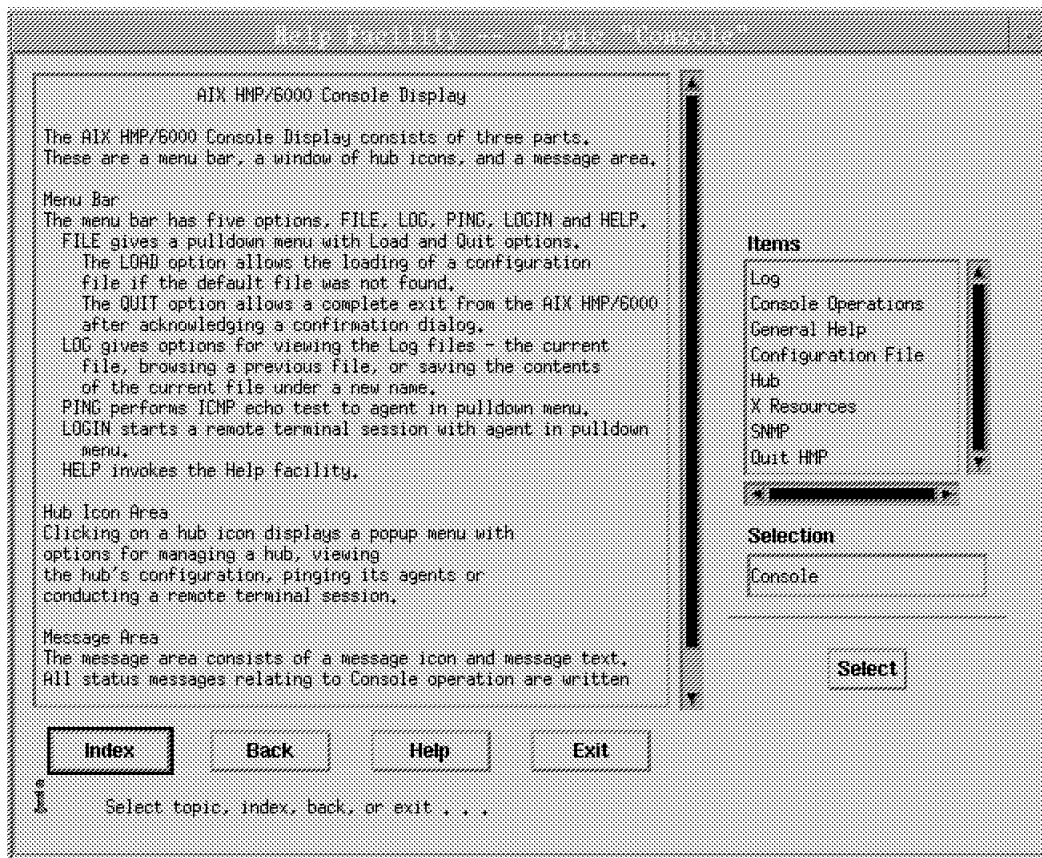 Help Facility -- Topic "Console"
AIX HMP/6000 Console Display
The AIX HMP/6000 Console Display consists of three parts.
These are a menu bar, a window of hub icons, and a message area.
Menu Bar
The menu bar has five options, FILE, LOG, PING, LOGIN and HELP.
FILE gives a pulldown menu with Load and Quit options.
The LOAD option allows the loading of a configuration
file if the default file was not found.
The QUIT option allows a complete exit from the AIX HMP/6000
after acknowledging a confirmation dialog.
LOG gives options for viewing the Log files - the current
file, browsing a previous file, or saving the contents
of the current file under a new name.
PING performs ICMP echo test to agent in pulldown menu.
LOGIN starts a remote terminal session with agent in pulldown
menu.
HELP invokes the Help facility.
Hub Icon Area
Clicking on a hub icon displays a popup menu with
options for managing a hub, viewing
the hub's configuration, pinging its agents or
conducting a remote terminal session.
Message Area
The message area consists of a message icon and message text.
All status messages relating to Console operation are written
Items
Log
Console Operations
General Help
Configuration File
Hub
X Resources
SNMP
Quit HMP
Selection
Console
Select
Index
Back
Help
Exit
Select topic, index, back, or exit . . .